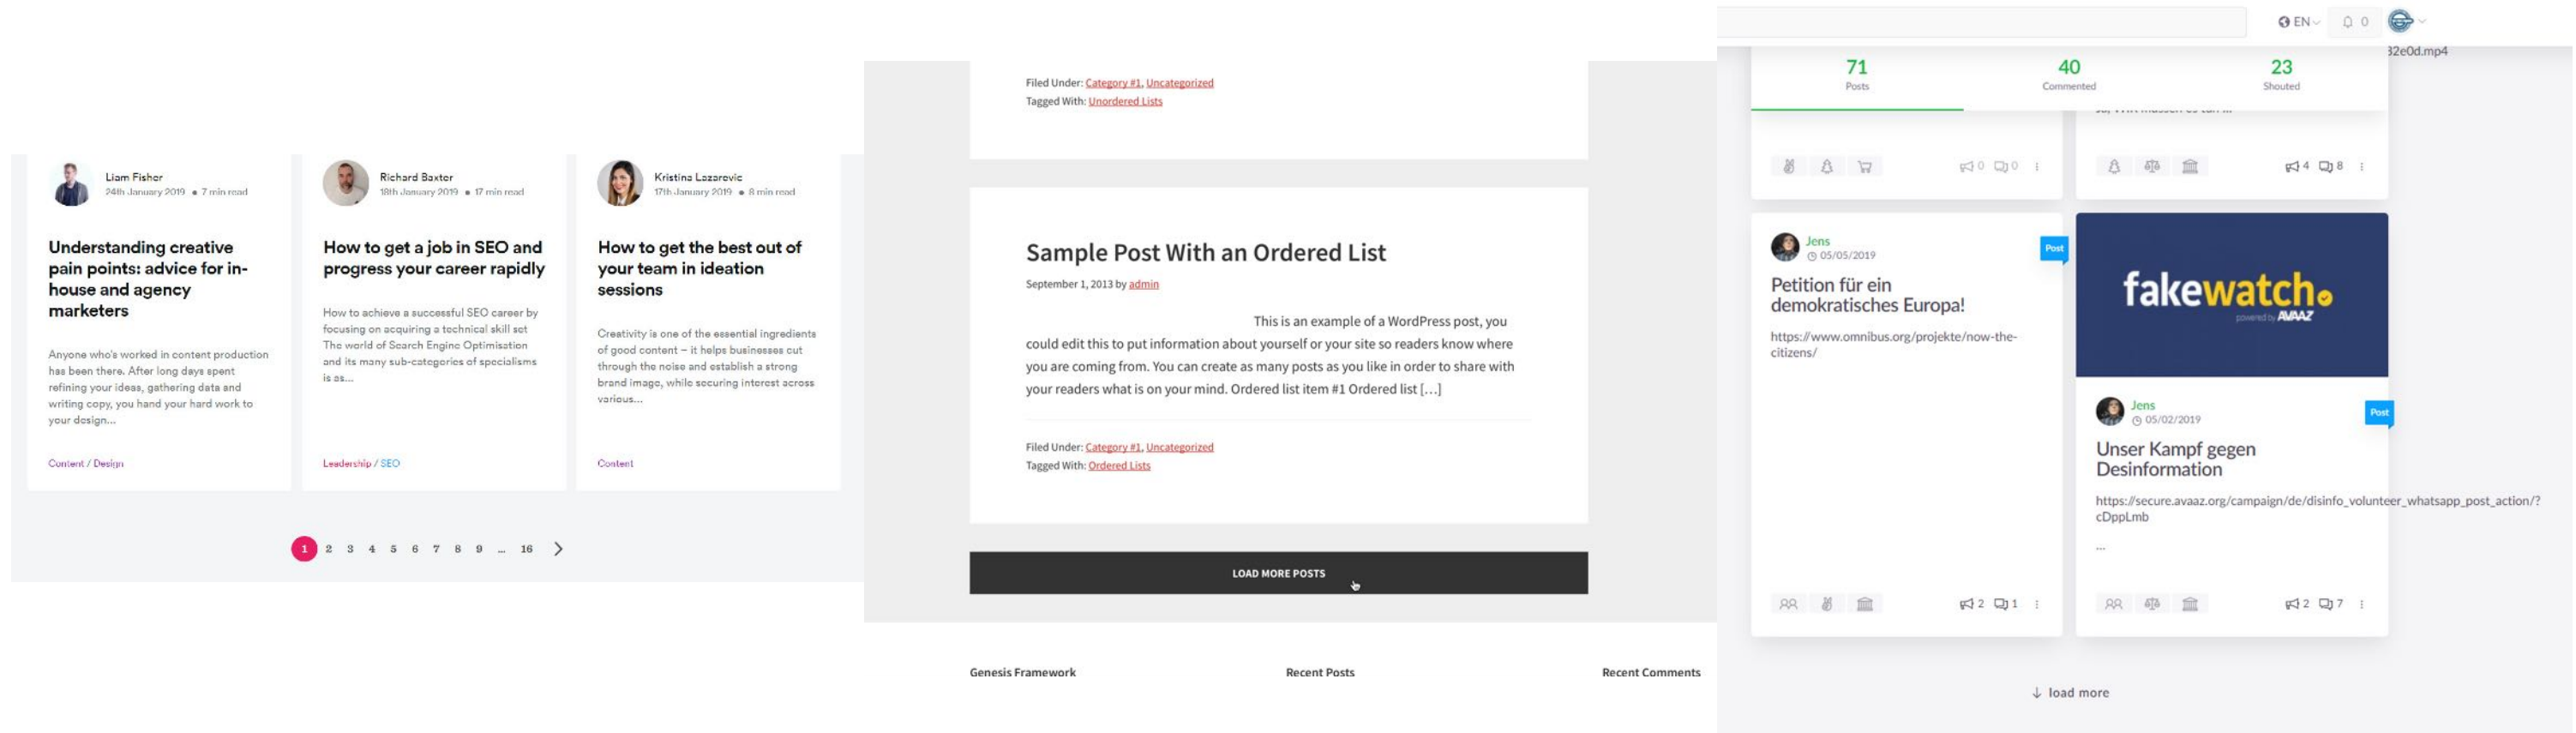 Liam Fisher
24th January 2019 • 7 min read
Understanding creative
pain points: advice for in-
house and agency
marketers
Anyone who's worked in content production
has been there. After long days spent
refining your ideas, gathering data and
writing copy, you hand your hard work to
your design...
Content / Design
Richard Baxter
18th January 2019 • 17 min read
How to get a job in SEO and
progress your career rapidly
How to achieve a successful SEO career by
focusing on acquiring a technical skill set
The world of Search Engine Optimisation
and its many sub-categories of specialisms
is as...
Leadership / SEO
Kristina Lazarevic
17th January 2019 • 8 min read
How to get the best out of
your team in ideation
sessions
Creativity is one of the essential ingredients
of good content – it helps businesses cut
through the noise and establish a strong
brand image, while securing interest across
various...
Content
1 2 3 4 5 6 7 8 9 ... 16
Filed Under: Category #1, Uncategorized
Tagged With: Unordered Lists
Sample Post With an Ordered List
September 1, 2013 by admin
This is an example of a WordPress post, you
could edit this to put information about yourself or your site so readers know where
you are coming from. You can create as many posts as you like in order to share with
your readers what is on your mind. Ordered list item #1 Ordered list […]
Filed Under: Category #1, Uncategorized
Tagged With: Ordered Lists
LOAD MORE POSTS
Genesis Framework
Recent Posts
Recent Comments
EN
0
32e0d.mp4
71
Posts
40
Commented
23
Shouted
0 0
4 8
Jens
05/05/2019
Post
Petition für ein
demokratisches Europa!
https://www.omnibus.org/projekte/now-the-
citizens/
2 1
fakewatch
powered by AVAAZ
Jens
05/02/2019
Post
Unser Kampf gegen
Desinformation
https://secure.avaaz.org/campaign/de/disinfo_volunteer_whatsapp_post_action/?
cDppLmb
...
2 7
load more